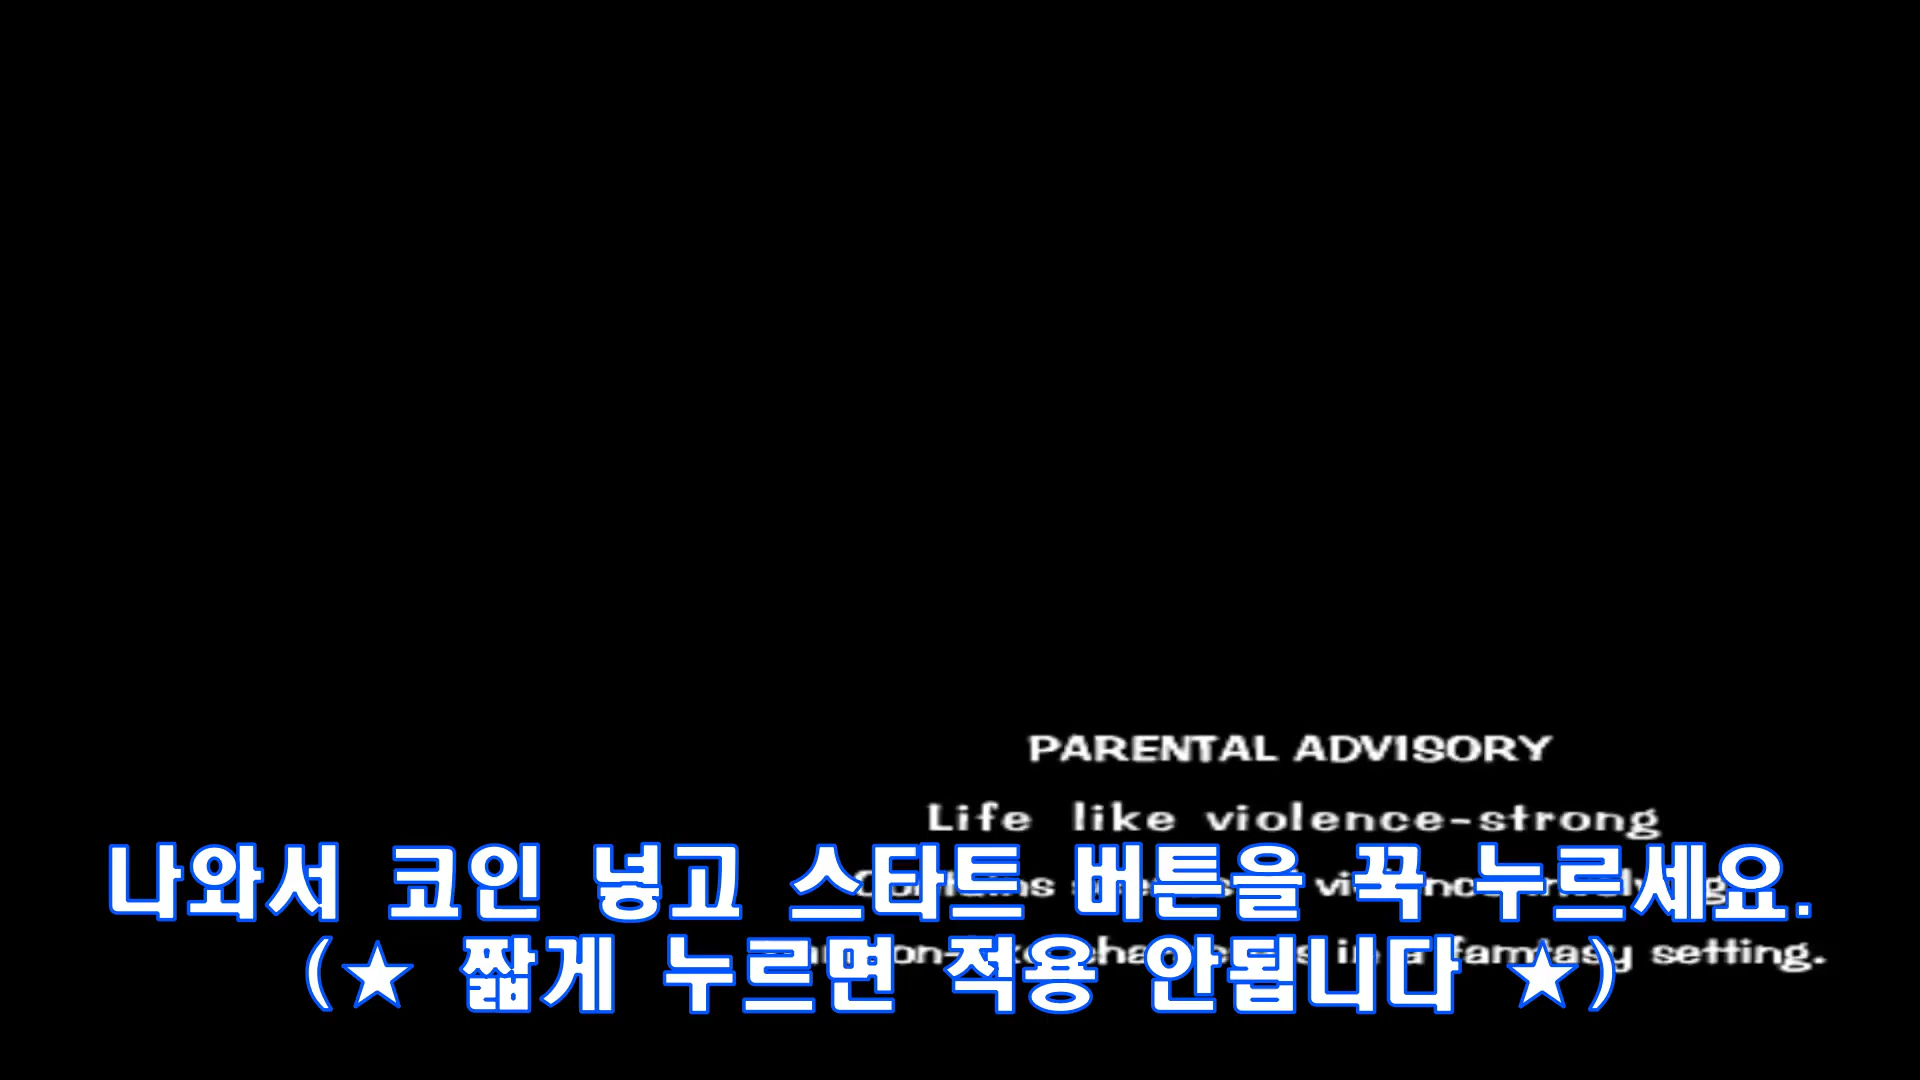 PARENTAL ADVISORY
Life like violence-strong
나와서 코인 넣고 스타트 버튼을 꾹 누르세요.
in a setting.
(★ 짧게 누르면 적용 안됩니다 ★)